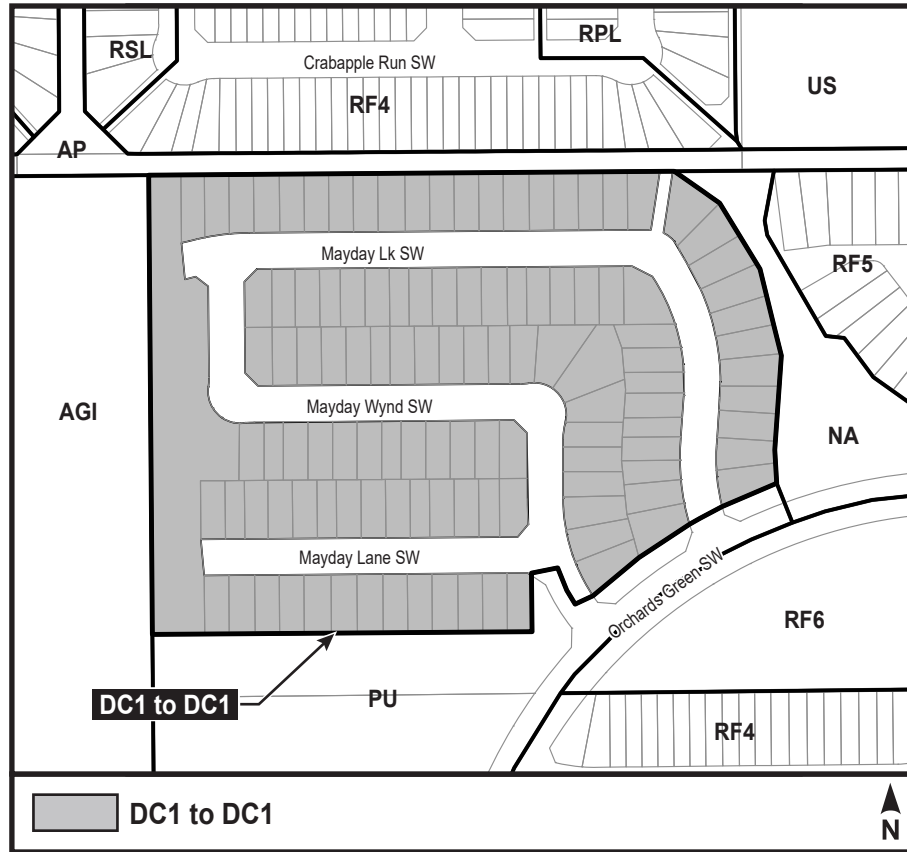 RSL
RPL
Crabapple Run SW
US
RF4
AP
Mayday Lk SW
RF5
Mayday Wynd SW
AGI
NA
Mayday Lane SW
Orchards Green SW
RF6
DC1 to DC1
PU
RF4
DC1 to DC1
N